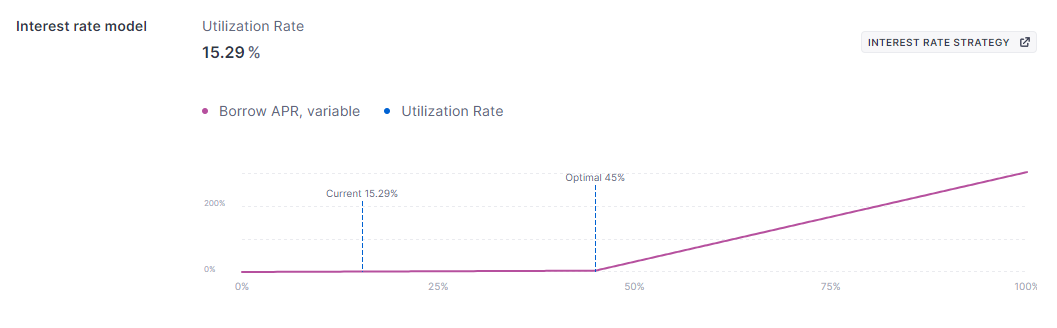 Interest rate model
Utilization Rate
15.29 %
INTEREST RATE STRATEGY
Borrow APR, variable
Utilization Rate
Optimal 45%
Current 15.29%
200%
0%
0%
25%
50%
75%
100%